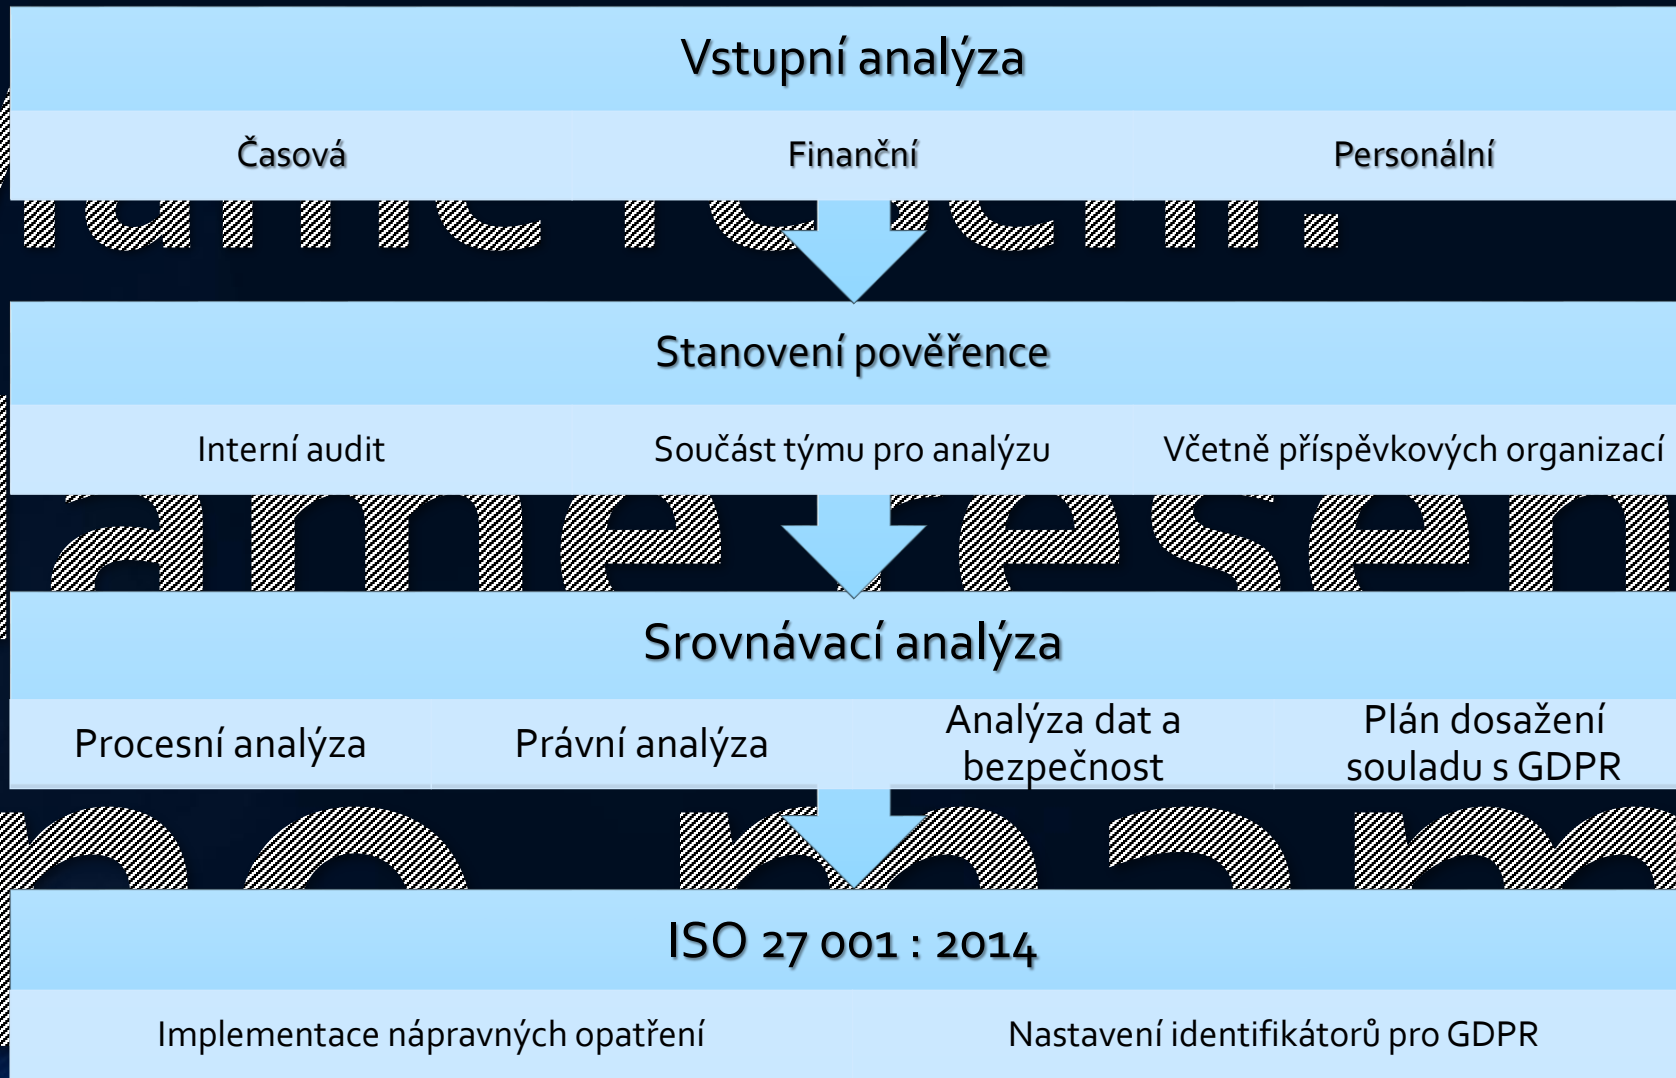 Vstupní analýza
Časová
Finanční
Personální
Stanovení pověřence
Interní audit
Součást týmu pro analýzu
Včetně příspěvkových organizací
Srovnávací analýza
Procesní analýza
Právní analýza
Analýza dat a
bezpečnost
Plán dosažení
souladu s GDPR
ISO 27 001 : 2014
Implementace nápravných opatření
Nastavení identifikátorů pro GDPR